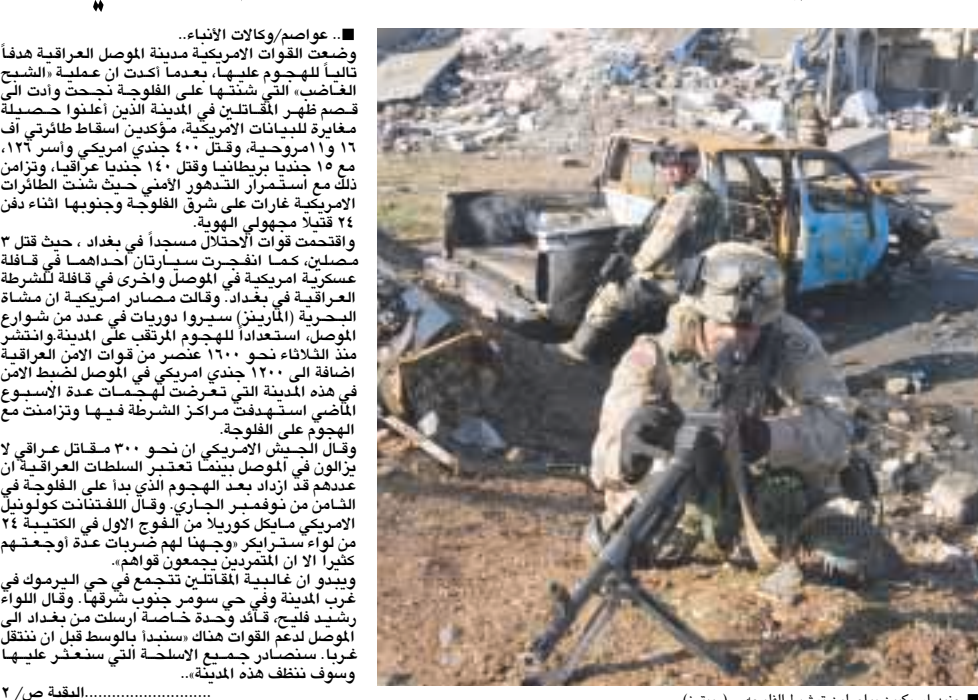 ■.. عواصم/وكالات الأنباء..
وضعت القوات الامريكية مدينة الموصل العراقية هدفاً
تالياً للهجوم عليها، بعدما أكدت ان عملية «الشبح
الغاضب» التي شنتها على الفلوجة نجحت وأدت الى
قصم ظهر المقاتلين في المدينة الذين أعلنوا حصيلة
مغايرة للبيانات الامريكية، مؤكدين اسقاط طائرتي اف
١٦ و١١مروحية، وقتل ٤٠٠ جندي امريكي وأسر ١٢٦،
مع ١٥ جنديا بريطانيا وقتل ١٤٠ جنديا عراقيا، وتزامن
ذلك مع استمرار التدهور الأمني حيث شنت الطائرات
الامريكية غارات على شرق الفلوجة وجنوبها اثناء دفن
٢٤ قتيلا مجهولي الهوية.
واقتحمت قوات الاحتلال مسجداً في بغداد ، حيث قتل ٣
مصلين، كما انفجرت سيارتان احداهما في قافلة
عسكرية امريكية في الموصل واخرى في قافلة للشرطة
العراقية في بغداد. وقالت مصادر امريكية ان مشاة
البحرية (المارينز) سيروا دوريات في عدد من شوارع
الموصل، استعداداً للهجوم المرتقب على المدينة.وانتشر
منذ الثلاثاء نحو ١٦٠٠ عنصر من قوات الامن العراقية
اضافة الى ١٢٠٠ جندي امريكي في الموصل لضبط الأمن
في هذه المدينة التي تعرضت لهجمات عدة الاسبوع
الماضي استهدفت مراكز الشرطة فيها وتزامنت مع
الهجوم على الفلوجة.
وقال الجيش الامريكي ان نحو ٣٠٠ مقاتل عراقي لا
يزالون في الموصل بينما تعتبر السلطات العراقية ان
عددهم قد ازداد بعد الهجوم الذي بدأ على الفلوجة في
الثامن من نوفمبر الجاري. وقال اللفتنانت كولونيل
الامريكي مايكل كوريلا من الفوج الاول في الكتيبة ٢٤
من لواء سترايكر «وجهنا لهم ضربات عدة أوجعتهم
كثيرا الا ان المتمردين يجمعون قواهم».
ويبدو ان غالبية المقاتلين تتجمع في حي اليرموك في
غرب المدينة وفي حي سومر جنوب شرقها. وقال اللواء
رشيد فليح، قائد وحدة خاصة ارسلت من بغداد الى
الموصل لدعم القوات هناك «سنبدأ بالوسط قبل ان ننتقل
غربا. سنصادر جميع الاسلحة التي سنعثر عليها
وسوف ننظف هذه المدينة»..
............................البقية ص/ ٢